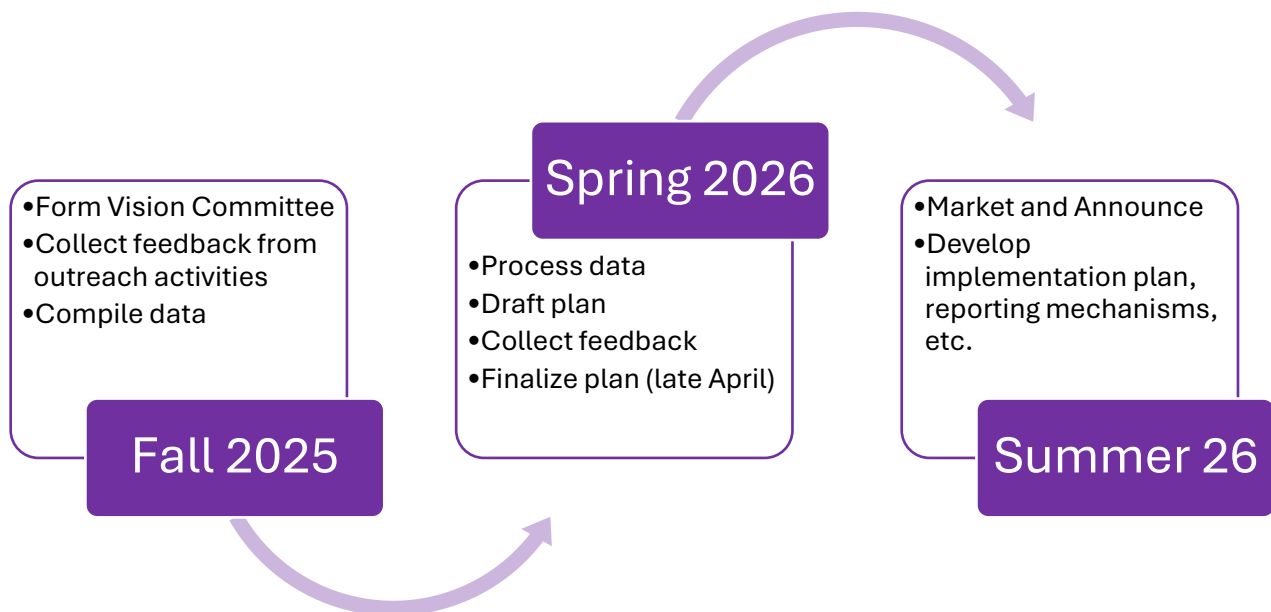 •Form Vision Committee
•Collect feedback from
outreach activities
•Compile data
Fall 2025
Spring 2026
•Process data
•Draft plan
•Collect feedback
•Finalize plan (late April)
•Market and Announce
•Develop
implementation plan,
reporting mechanisms,
etc.
Summer 26